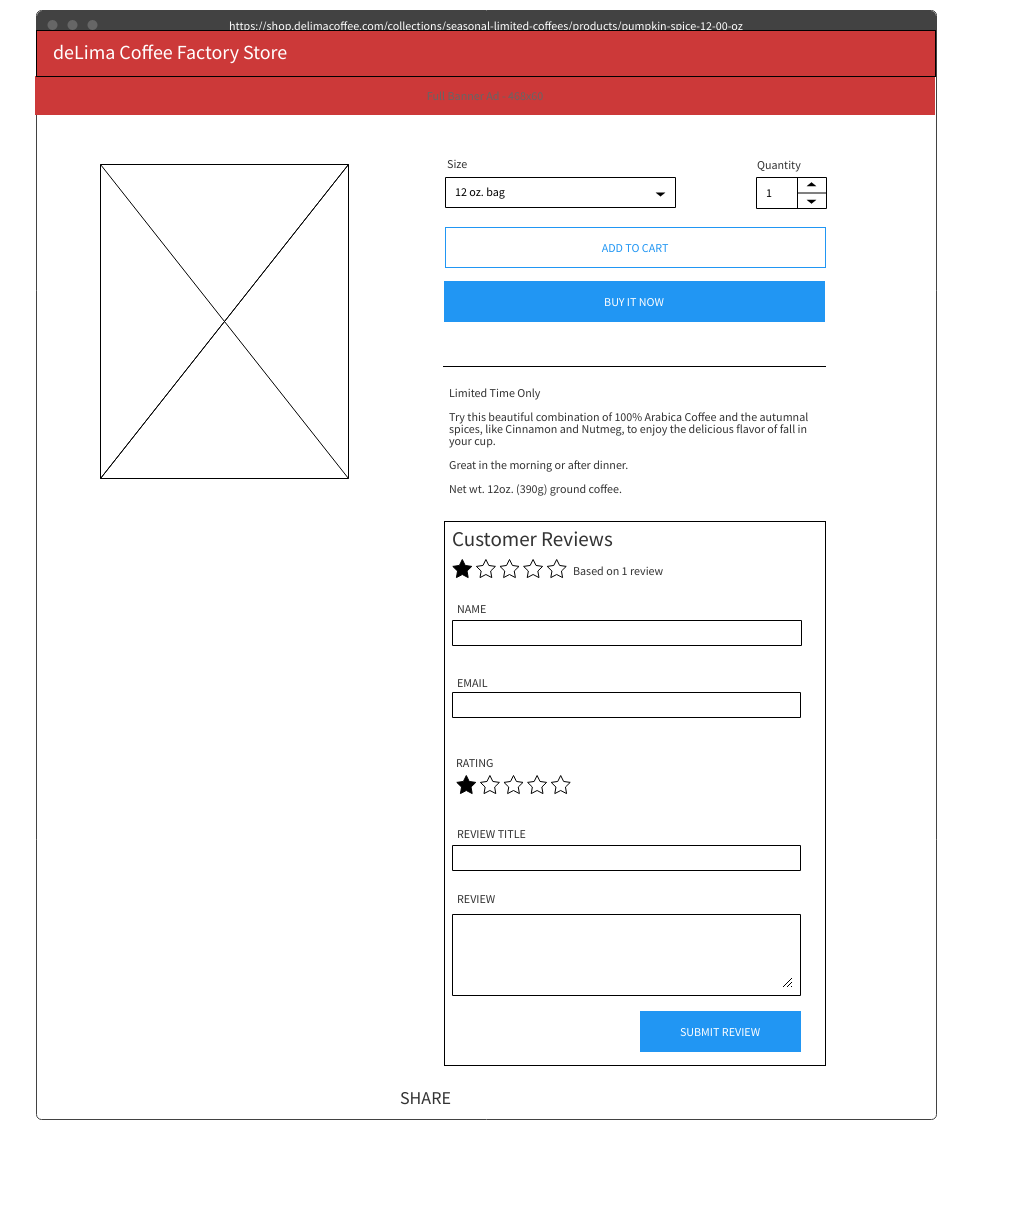 https://shop.delimacoffee.com/collections/seasonal-limited-coffees/products/pumpkin-spice-12-00-oz
deLima Coffee Factory Store
Size
Quantity
12 oz. bag
1
ADD TO CART
BUY IT NOW
Limited Time Only
Try this beautiful combination of 100% Arabica Coffee and the autumnal
spices, like Cinnamon and Nutmeg, to enjoy the delicious flavor of fall in
your cup.
Great in the morning or after dinner.
Net wt. 12oz. (390g) ground coffee.
Customer Reviews
Based on 1 review
NAME
EMAIL
RATING
REVIEW TITLE
REVIEW
SUBMIT REVIEW
SHARE